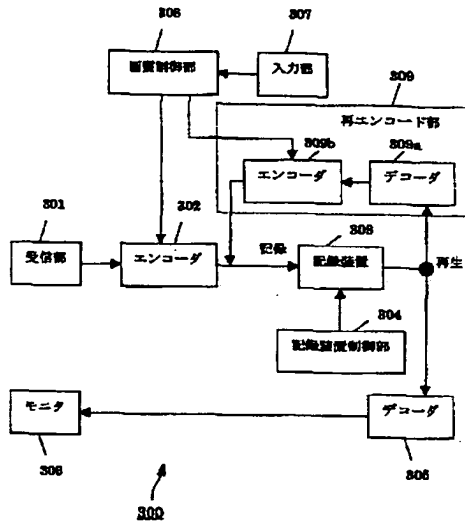 308
307
画質制御部
入力部
309
再エンコード部
309b
309a
エンコーダ
デコーダ
301
302
303
受信部
エンコーダ
記録
記録装置
再生
304
記録装置制御部
モニタ
デコーダ
306
305
300